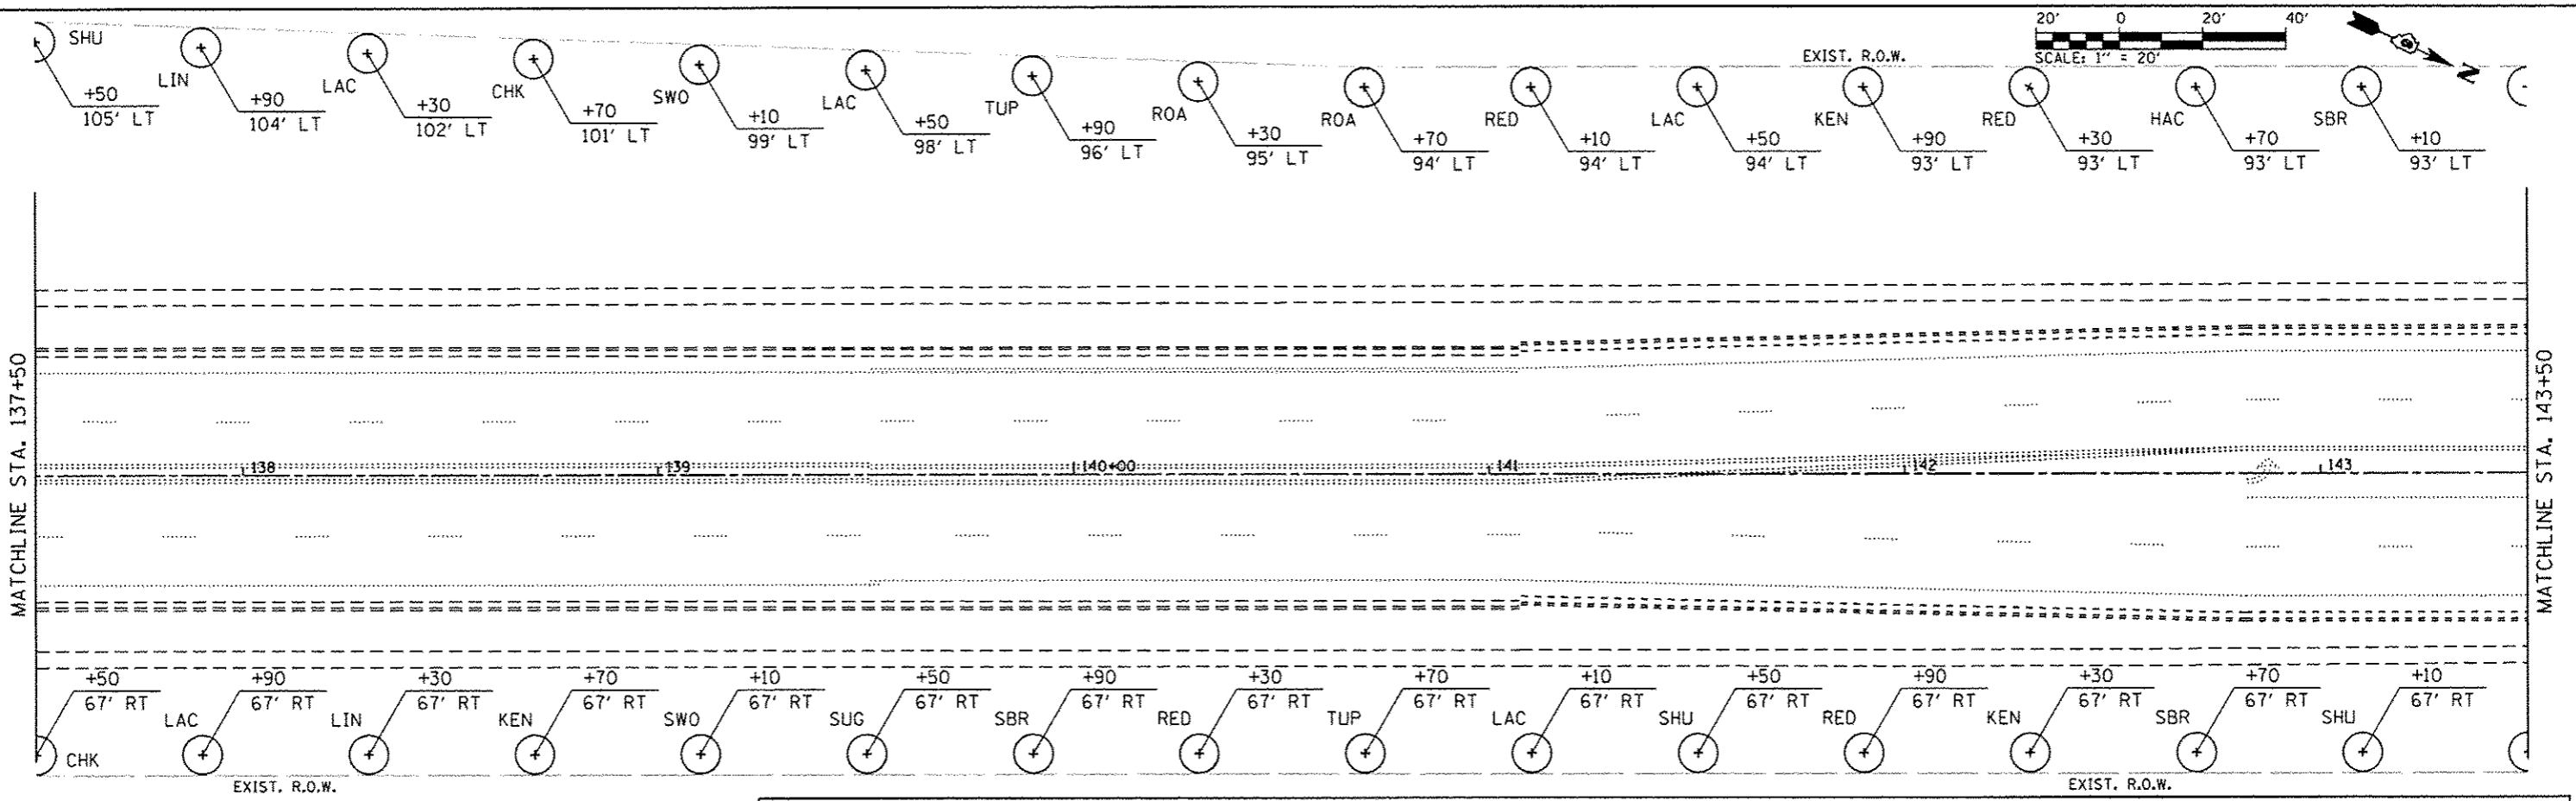 20' 0 20' 40'
SCALE: 1" = 20'
N
EXIST. R.O.W.
SHU
+50
105' LT
LIN
+90
104' LT
LAC
+30
102' LT
CHK
+70
101' LT
SWO
+10
99' LT
LAC
+50
98' LT
TUP
+90
96' LT
ROA
+30
95' LT
ROA
+70
94' LT
RED
+10
94' LT
LAC
+50
94' LT
KEN
+90
93' LT
RED
+30
93' LT
HAC
+70
93' LT
SBR
+10
93' LT
MATCHLINE STA. 137+50
138 139 140+00 141 142 143
MATCHLINE STA. 143+50
CHK
+50
67' RT
LAC
+90
67' RT
LIN
+30
67' RT
KEN
+70
67' RT
SWO
+10
67' RT
SUG
+50
67' RT
SBR
+90
67' RT
RED
+30
67' RT
TUP
+70
67' RT
LAC
+10
67' RT
SHU
+50
67' RT
RED
+90
67' RT
KEN
+30
67' RT
SBR
+70
67' RT
SHU
+10
67' RT
EXIST. R.O.W.
EXIST. R.O.W.